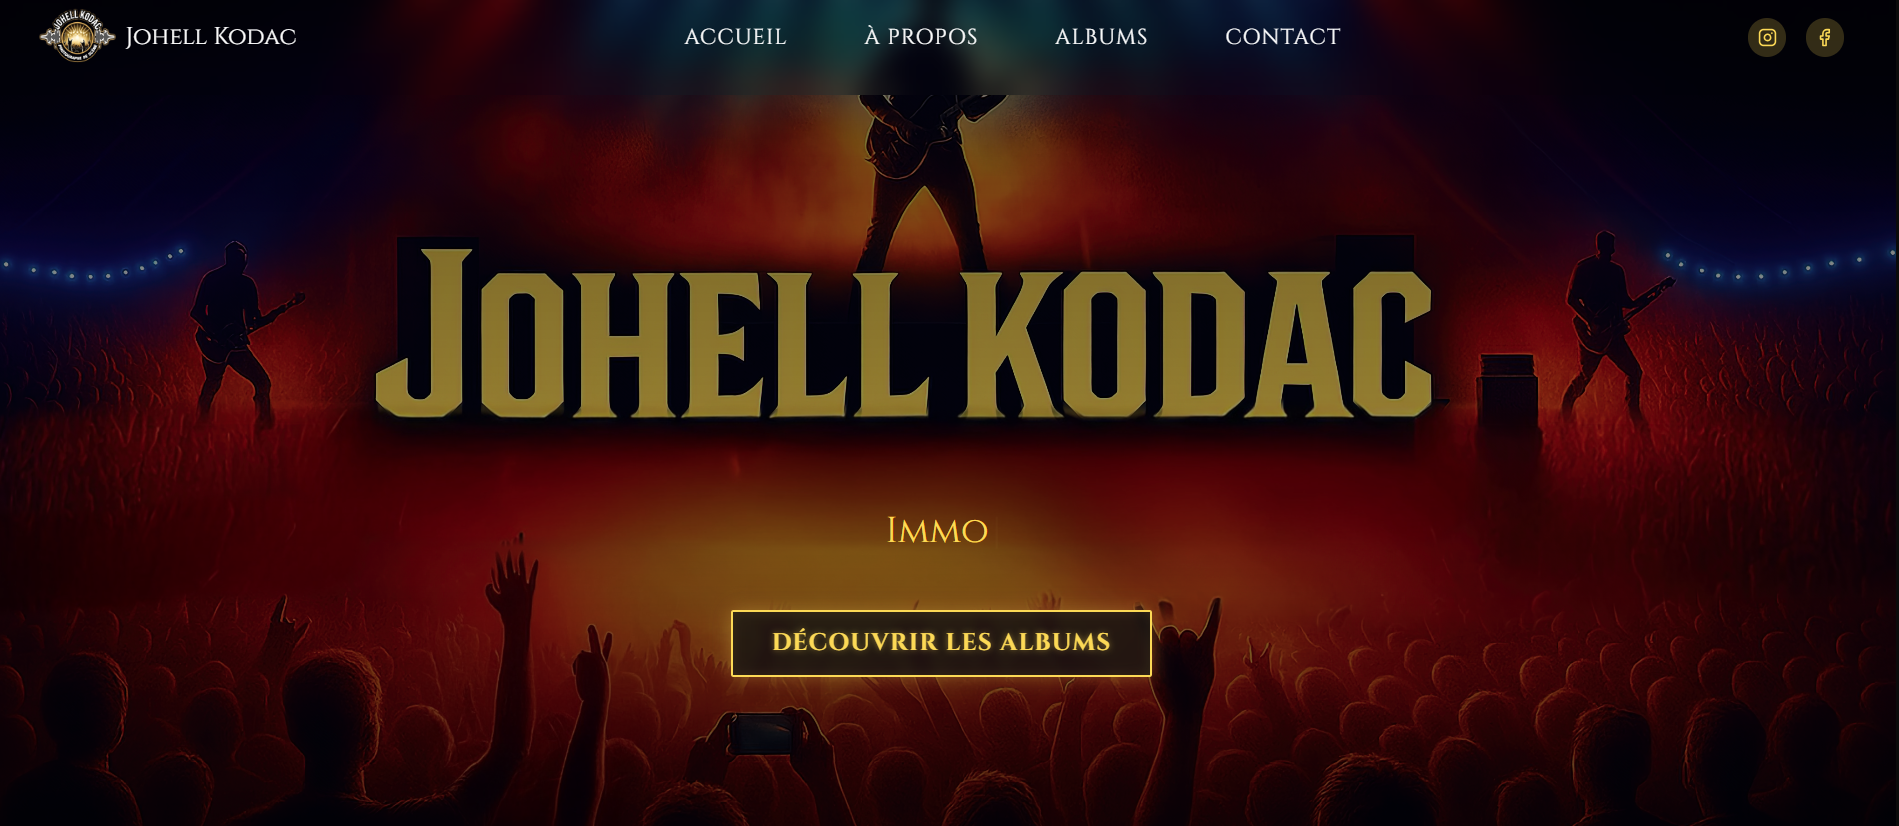 JOHELL KODAC
JOHELL KODAC
ACCUEIL
À PROPOS
ALBUMS
CONTACT
JOHELL KODAC
IMMO
DÉCOUVRIR LES ALBUMS